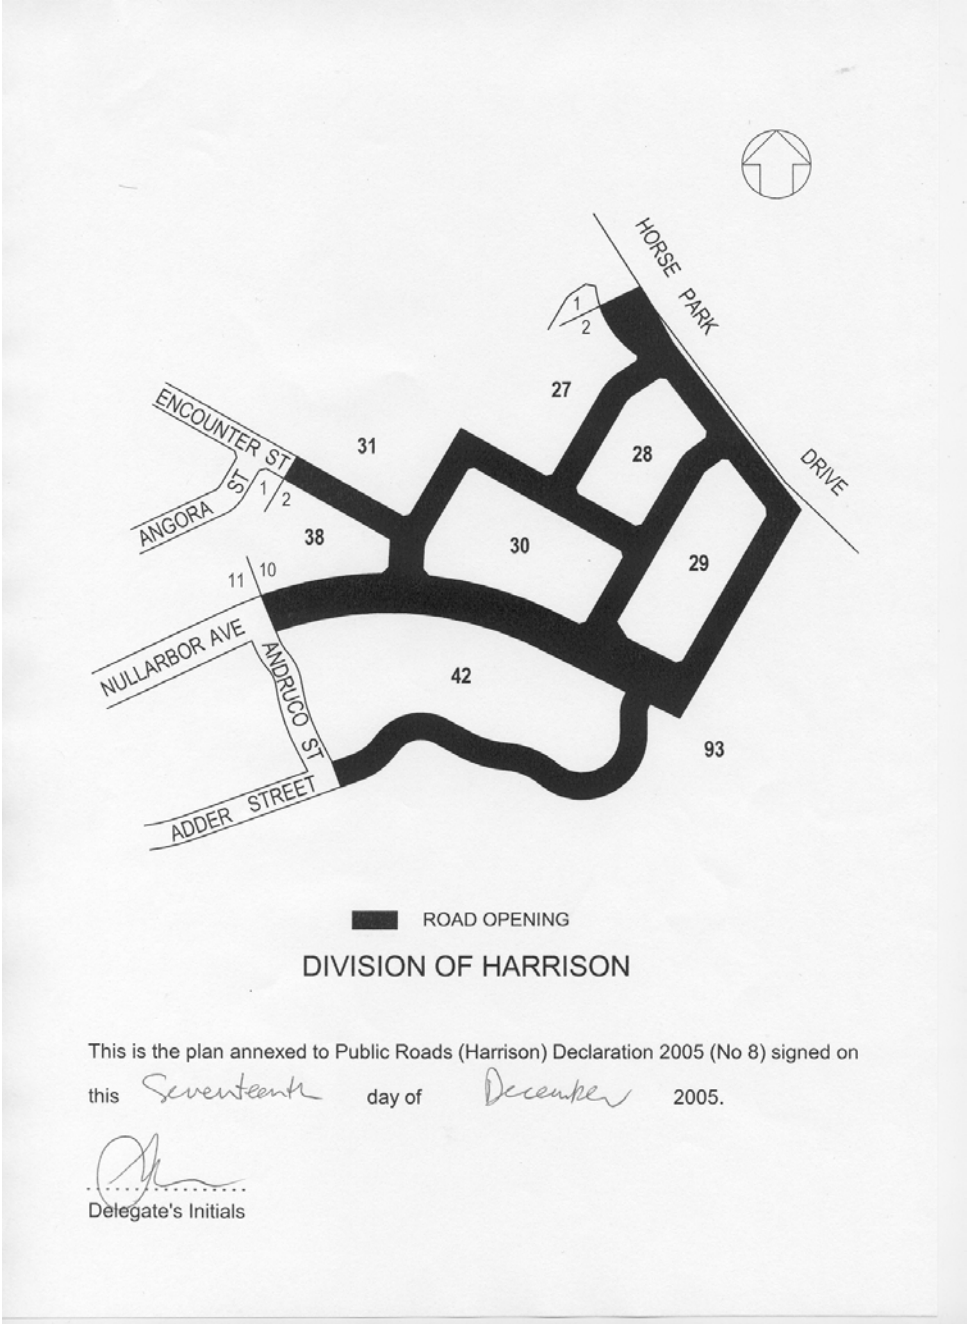 HORSE PARK
DRIVE
1
2
27
ENCOUNTER ST
31
28
ANGORA ST
1
2
38
30
29
11
10
NULLARBOR AVE
ANDRUCO ST
42
93
ADDER STREET
ROAD OPENING
DIVISION OF HARRISON
This is the plan annexed to Public Roads (Harrison) Declaration 2005 (No 8) signed on
this Seventeenth day of December 2005.
Delegate's Initials